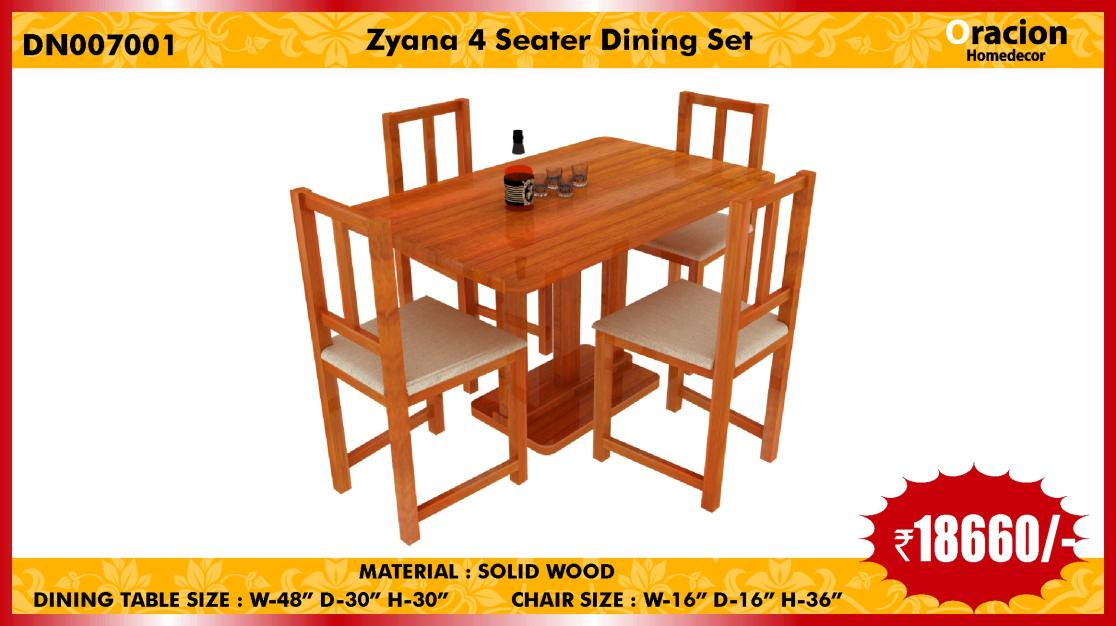 DN007001
Zyana 4 Seater Dining Set
Oracion
Homedecor
₹18660/-
MATERIAL : SOLID WOOD
DINING TABLE SIZE : W-48” D-30” H-30” CHAIR SIZE : W-16” D-16” H-36”